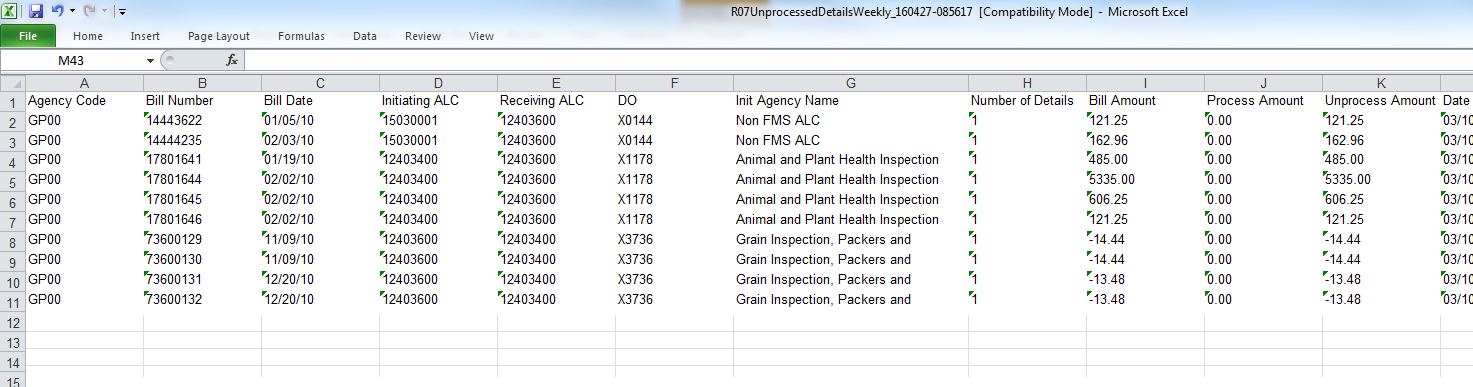 R07UnprocessedDetailsWeekly_160427-085617 [Compatibility Mode] - Microsoft Excel
File Home Insert Page Layout Formulas Data Review View
M43 fx
A B C D E F G H I J K
1 Agency Code Bill Number Bill Date Initiating ALC Receiving ALC DO Init Agency Name Number of Details Bill Amount Process Amount Unprocess Amount Date
2 GP00 14443622 01/05/10 15030001 12403600 X0144 Non FMS ALC 1 121.25 0.00 121.25 03/10
3 GP00 14444235 02/03/10 15030001 12403600 X0144 Non FMS ALC 1 162.96 0.00 162.96 03/10
4 GP00 17801641 01/19/10 12403400 12403600 X1178 Animal and Plant Health Inspection 1 485.00 0.00 485.00 03/10
5 GP00 17801644 02/02/10 12403400 12403600 X1178 Animal and Plant Health Inspection 1 5335.00 0.00 5335.00 03/10
6 GP00 17801645 02/02/10 12403400 12403600 X1178 Animal and Plant Health Inspection 1 606.25 0.00 606.25 03/10
7 GP00 17801646 02/02/10 12403400 12403600 X1178 Animal and Plant Health Inspection 1 121.25 0.00 121.25 03/10
8 GP00 73600129 11/09/10 12403600 12403400 X3736 Grain Inspection, Packers and 1 -14.44 0.00 -14.44 03/10
9 GP00 73600130 11/09/10 12403600 12403400 X3736 Grain Inspection, Packers and 1 -14.44 0.00 -14.44 03/10
10 GP00 73600131 12/20/10 12403600 12403400 X3736 Grain Inspection, Packers and 1 -13.48 0.00 -13.48 03/10
11 GP00 73600132 12/20/10 12403600 12403400 X3736 Grain Inspection, Packers and 1 -13.48 0.00 -13.48 03/10
12
13
14
15